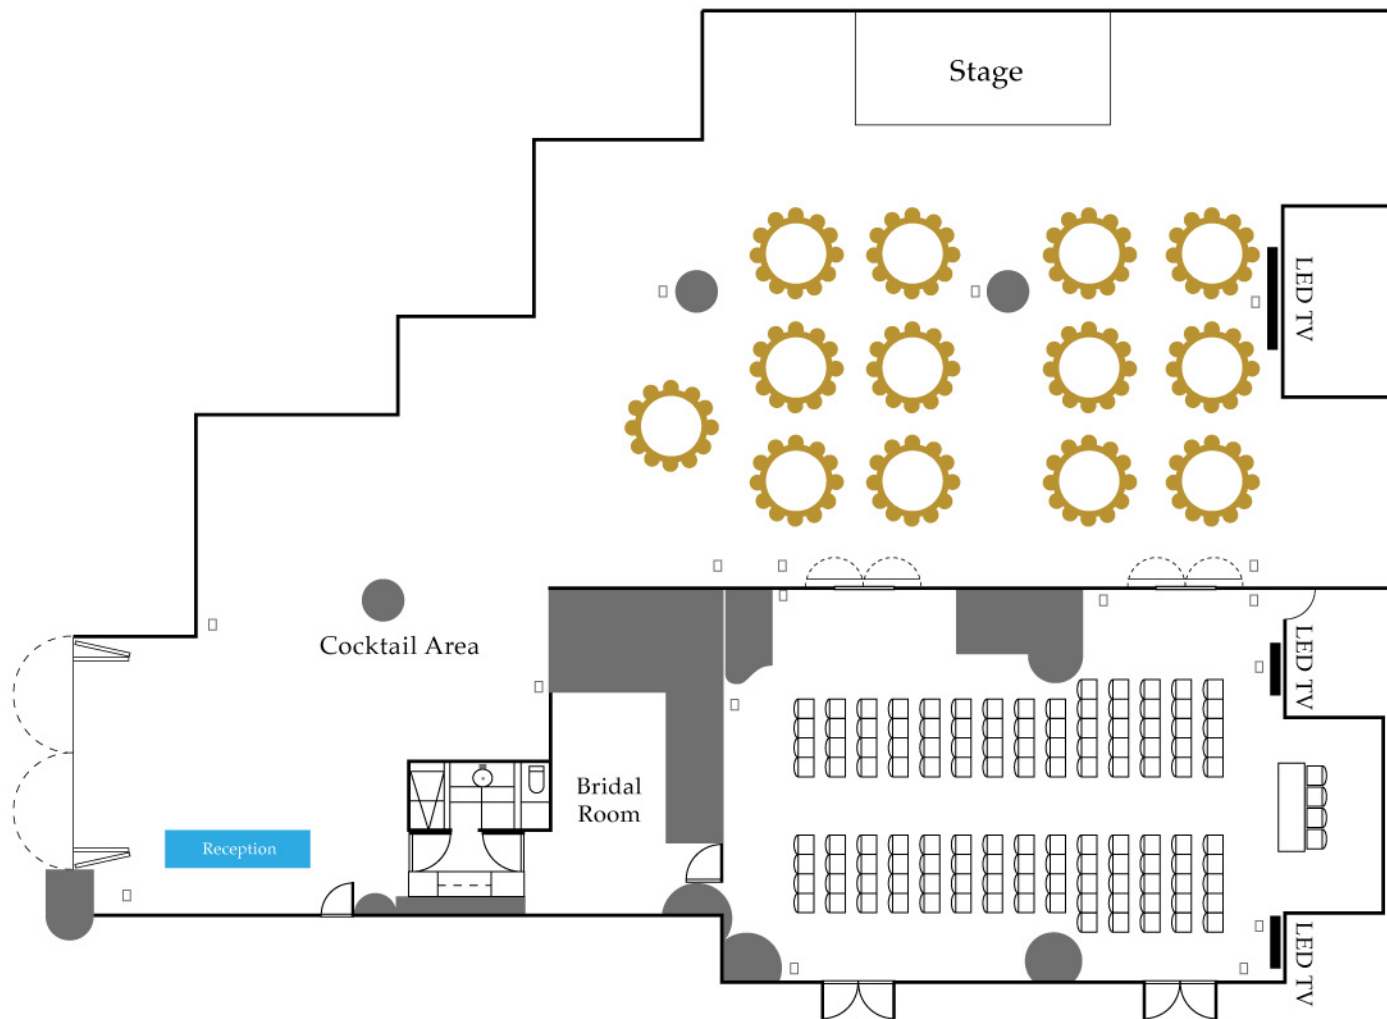 Stage
LED TV
Cocktail Area
LED TV
Bridal
Room
Reception
LED TV